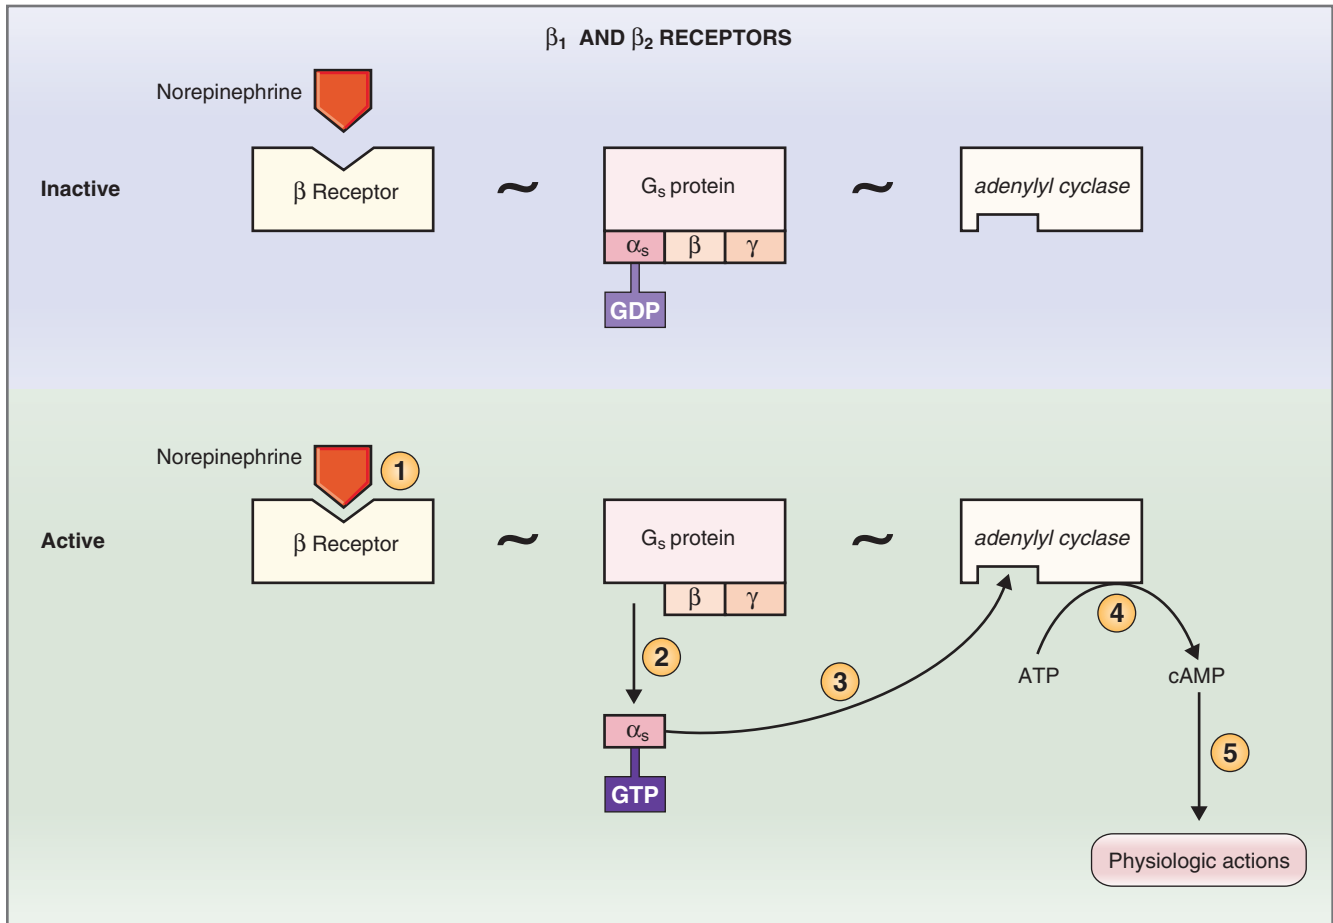 β₁ AND β₂ RECEPTORS
Norepinephrine
Inactive
β Receptor
~
Gₛ protein
~
adenylyl cyclase
αₛ
β
γ
GDP
Norepinephrine
1
Active
β Receptor
~
Gₛ protein
~
adenylyl cyclase
β
γ
2
3
4
ATP
cAMP
αₛ
GTP
5
Physiologic actions